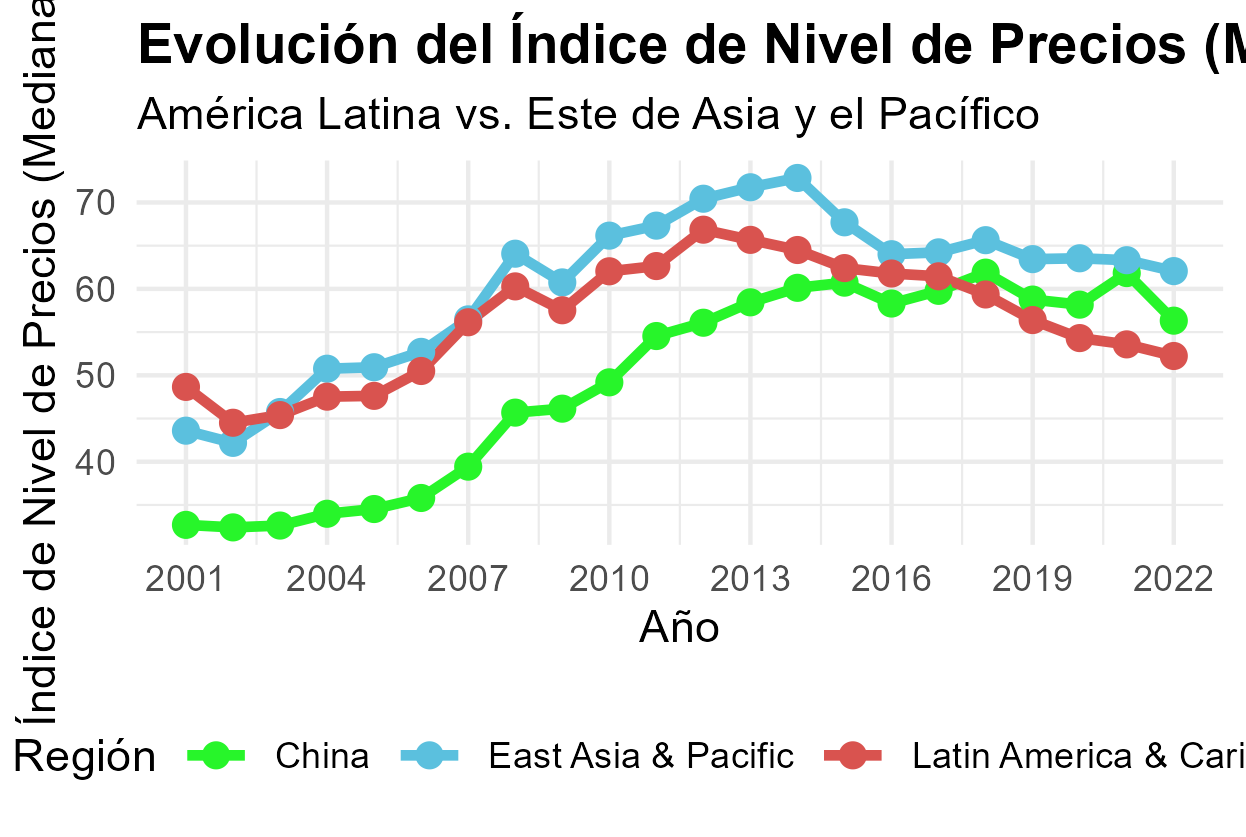 Evolución del Índice de Nivel de Precios (M
América Latina vs. Este de Asia y el Pacífico
Índice de Nivel de Precios (Mediana
70
60
50
40
2001 2004 2007 2010 2013 2016 2019 2022
Año
Región China East Asia & Pacific Latin America & Cari